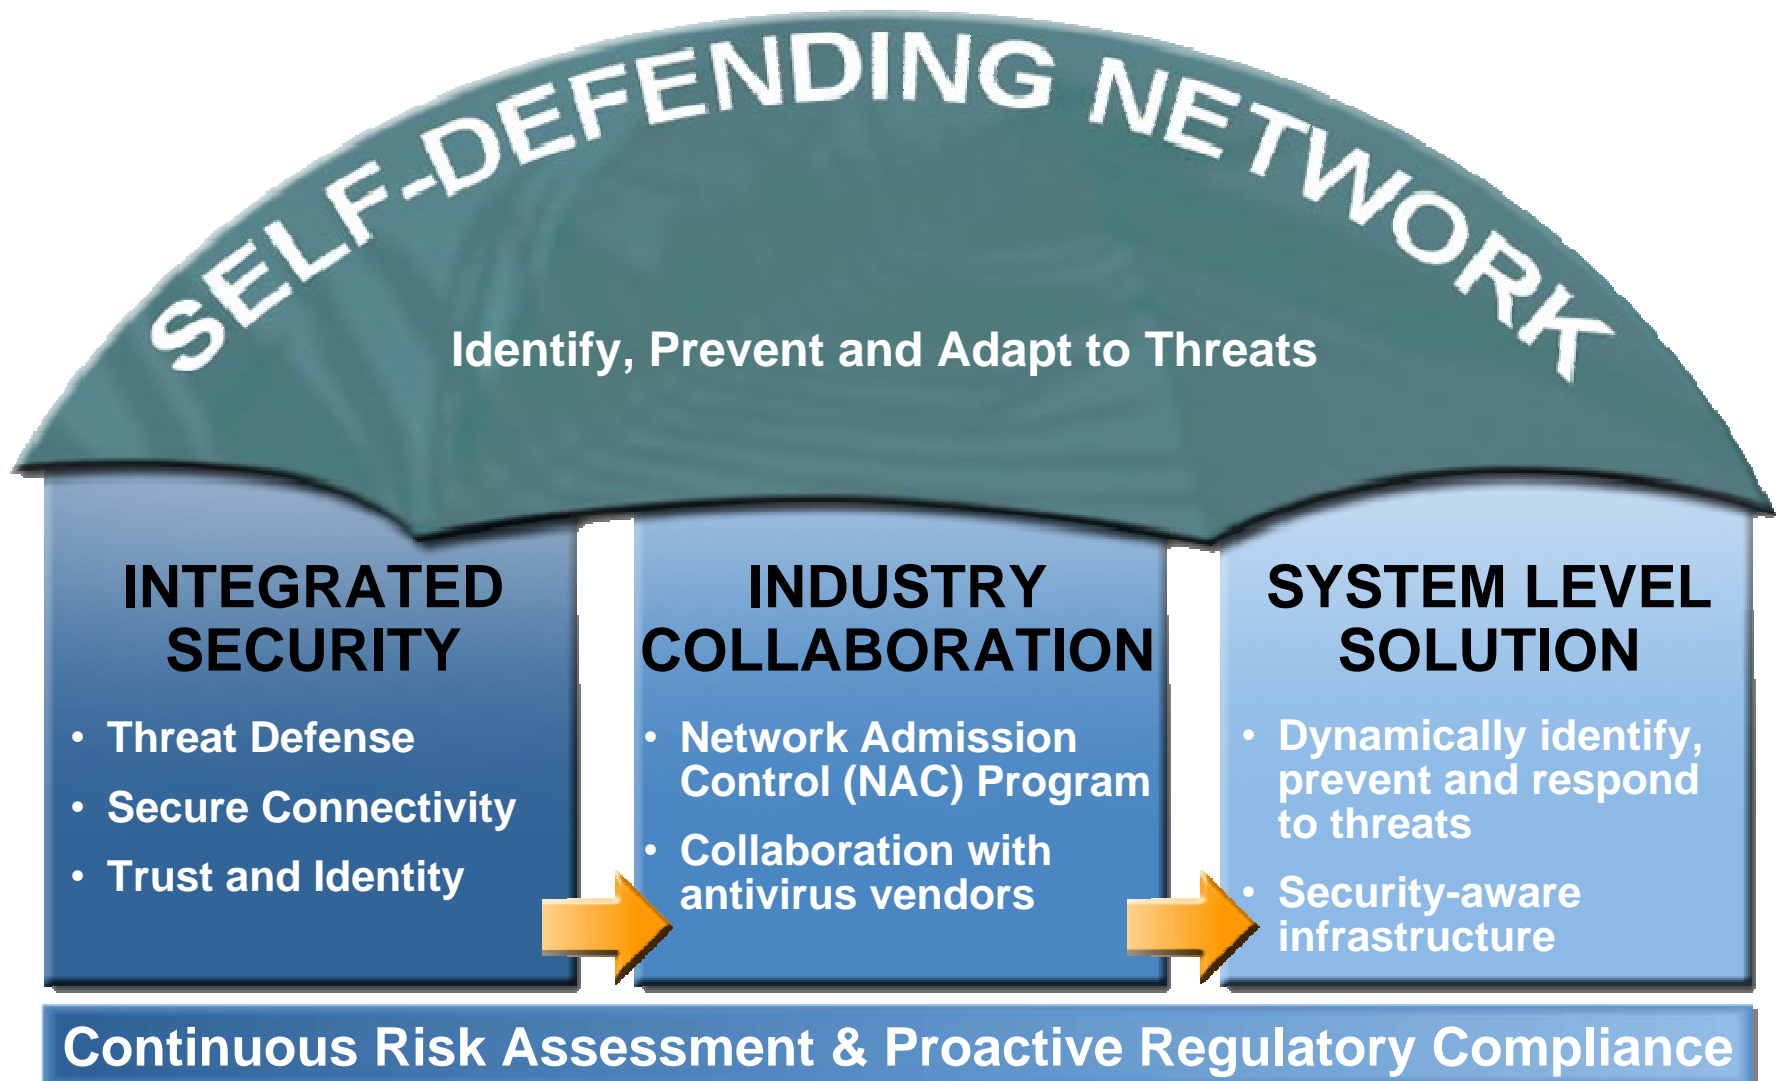 SELF-DEFENDING NETWORK
Identify, Prevent and Adapt to Threats
INTEGRATED
SECURITY
• Threat Defense
• Secure Connectivity
• Trust and Identity
INDUSTRY
COLLABORATION
• Network Admission
Control (NAC) Program
• Collaboration with
antivirus vendors
SYSTEM LEVEL
SOLUTION
• Dynamically identify,
prevent and respond
to threats
• Security-aware
infrastructure
Continuous Risk Assessment & Proactive Regulatory Compliance